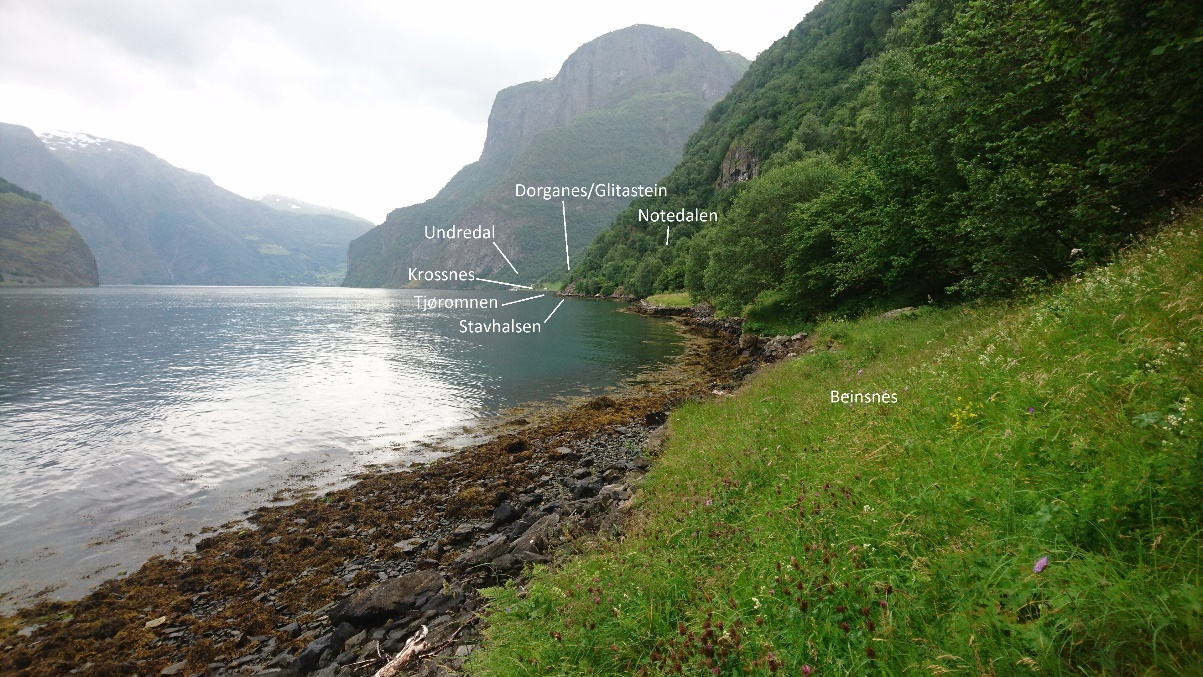 Dorganes/Glitastein
Notedalen
Undredal
Krossnes
Tjøromnen
Stavhalsen
Beinsnes